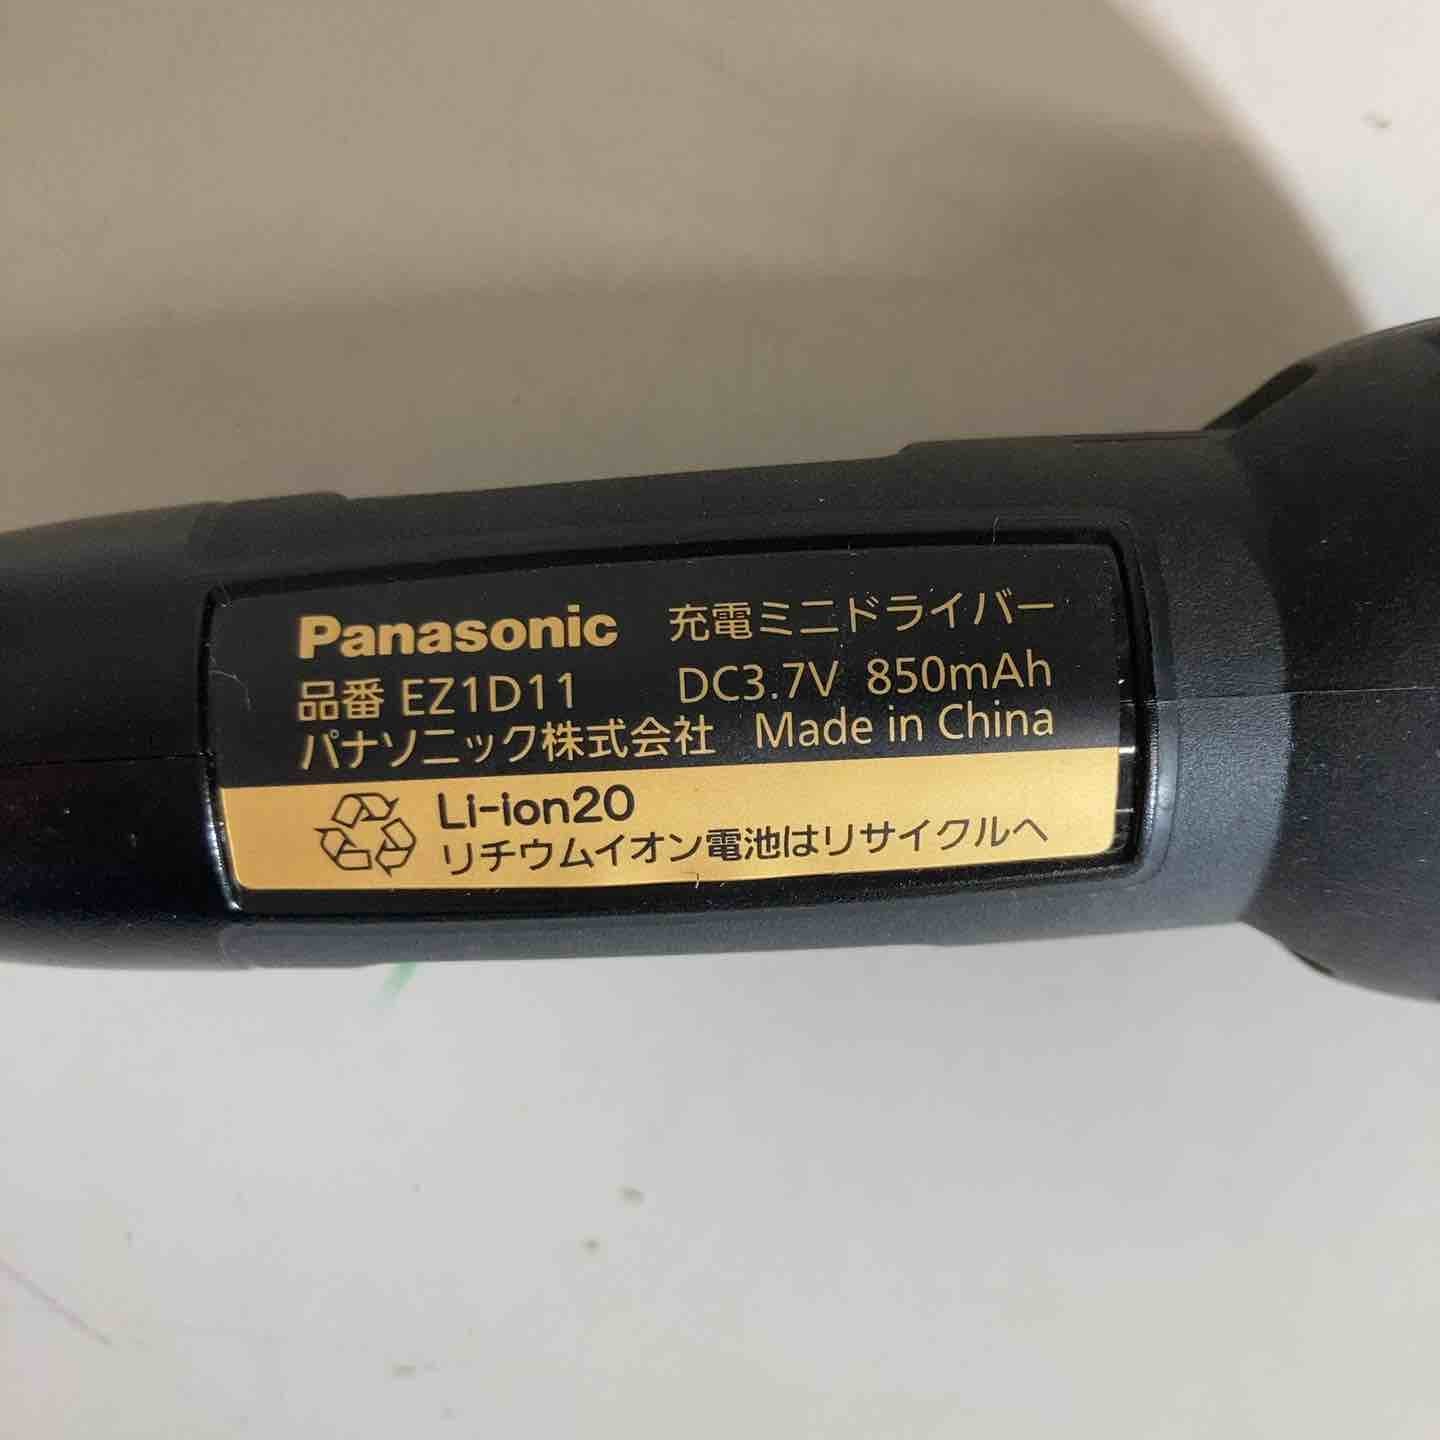 Panasonic 充電ミニドライバー
品番 EZ1D11 DC3.7V 850mAh
パナソニック株式会社 Made in China
Li-ion20
リチウムイオン電池はリサイクルへ